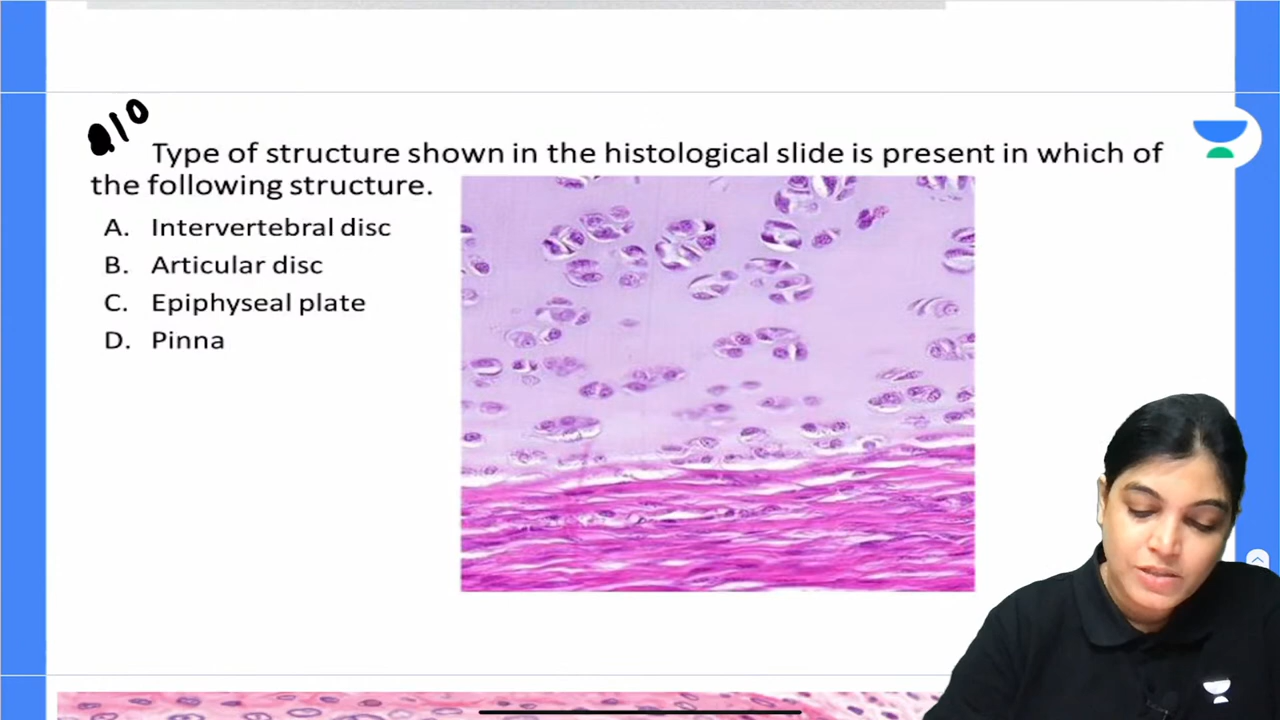 Q10
Type of structure shown in the histological slide is present in which of
the following structure.
A. Intervertebral disc
B. Articular disc
C. Epiphyseal plate
D. Pinna